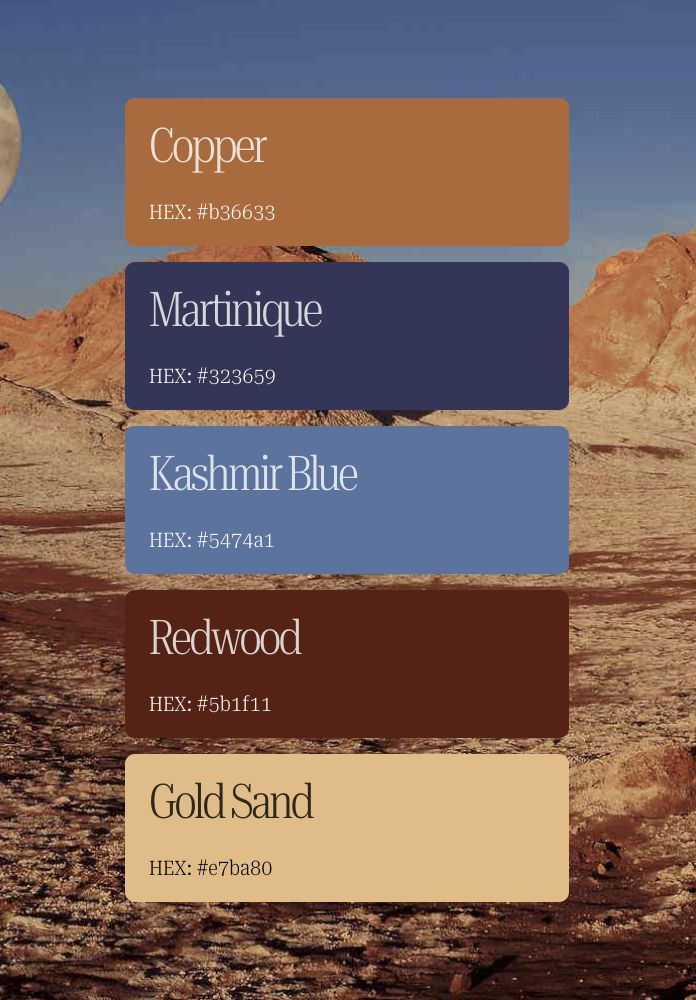 Copper
HEX: #b36633
Martinique
HEX: #323659
Kashmir Blue
HEX: #5474a1
Redwood
HEX: #5b1f11
Gold Sand
HEX: #e7ba80